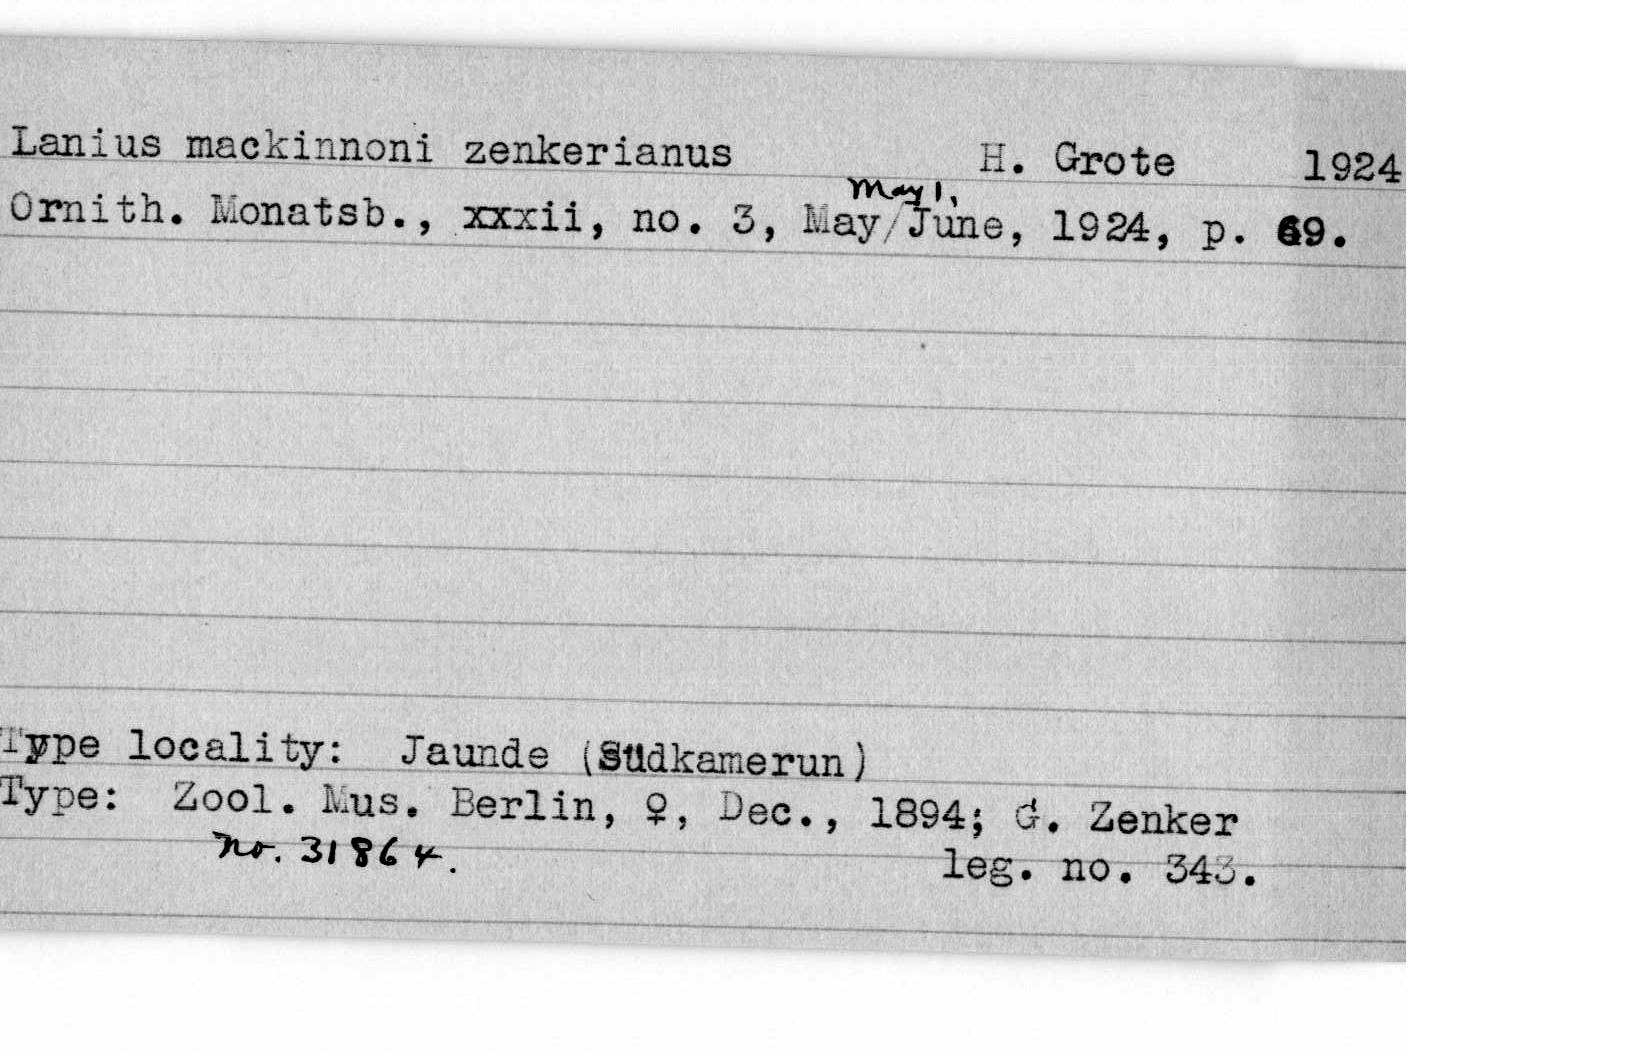 Lanius mackinnoni zenkerianus H. Grote 1924
May 1,
Ornith. Monatsb., xxxii, no. 3, May/June, 1924, p. 69.
Type locality: Jaunde (Südkamerun)
Type: Zool. Mus. Berlin, ♀, Dec., 1894; G. Zenker
no. 31864. leg. no. 343.